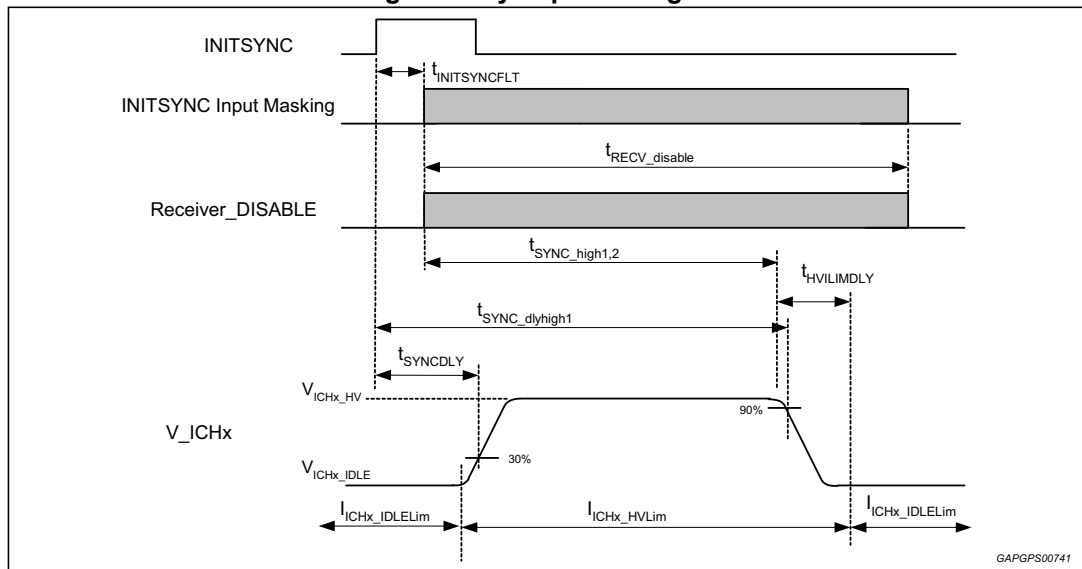 INITSYNC
tINITSYNCFLT
INITSYNC Input Masking
tRECV_disable
Receiver_DISABLE
tSYNC_high1,2
tHVILIMDLY
tSYNC_dlyhigh1
tSYNCDLY
VICHx_HV
90%
V_ICHx
30%
VICHx_IDLE
IICHx_IDLELim
IICHx_HVLim
IICHx_IDLELim
GAPGPS00741